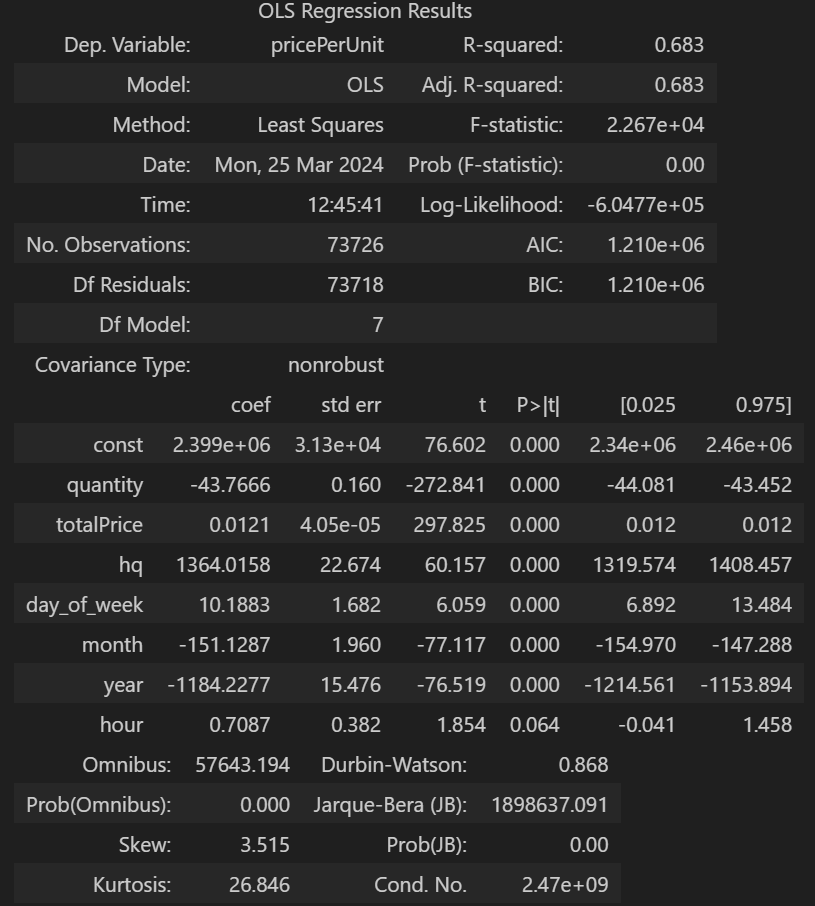 OLS Regression Results
Dep. Variable: pricePerUnit R-squared: 0.683
Model: OLS Adj. R-squared: 0.683
Method: Least Squares F-statistic: 2.267e+04
Date: Mon, 25 Mar 2024 Prob (F-statistic): 0.00
Time: 12:45:41 Log-Likelihood: -6.0477e+05
No. Observations: 73726 AIC: 1.210e+06
Df Residuals: 73718 BIC: 1.210e+06
Df Model: 7
Covariance Type: nonrobust
coef std err t P>|t| [0.025 0.975]
const 2.399e+06 3.13e+04 76.602 0.000 2.34e+06 2.46e+06
quantity -43.7666 0.160 -272.841 0.000 -44.081 -43.452
totalPrice 0.0121 4.05e-05 297.825 0.000 0.012 0.012
hq 1364.0158 22.674 60.157 0.000 1319.574 1408.457
day_of_week 10.1883 1.682 6.059 0.000 6.892 13.484
month -151.1287 1.960 -77.117 0.000 -154.970 -147.288
year -1184.2277 15.476 -76.519 0.000 -1214.561 -1153.894
hour 0.7087 0.382 1.854 0.064 -0.041 1.458
Omnibus: 57643.194 Durbin-Watson: 0.868
Prob(Omnibus): 0.000 Jarque-Bera (JB): 1898637.091
Skew: 3.515 Prob(JB): 0.00
Kurtosis: 26.846 Cond. No. 2.47e+09